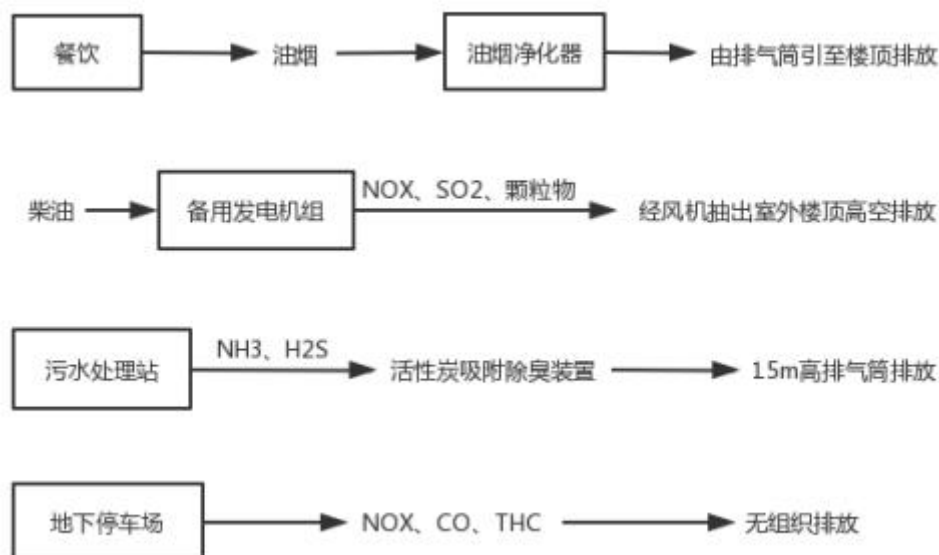 餐饮
油烟
油烟净化器
由排气筒引至楼顶排放
柴油
备用发电机组
NOX、SO2、颗粒物
经风机抽出室外楼顶高空排放
污水处理站
NH3、H2S
活性炭吸附除臭装置
15m高排气筒排放
地下停车场
NOX、CO、THC
无组织排放